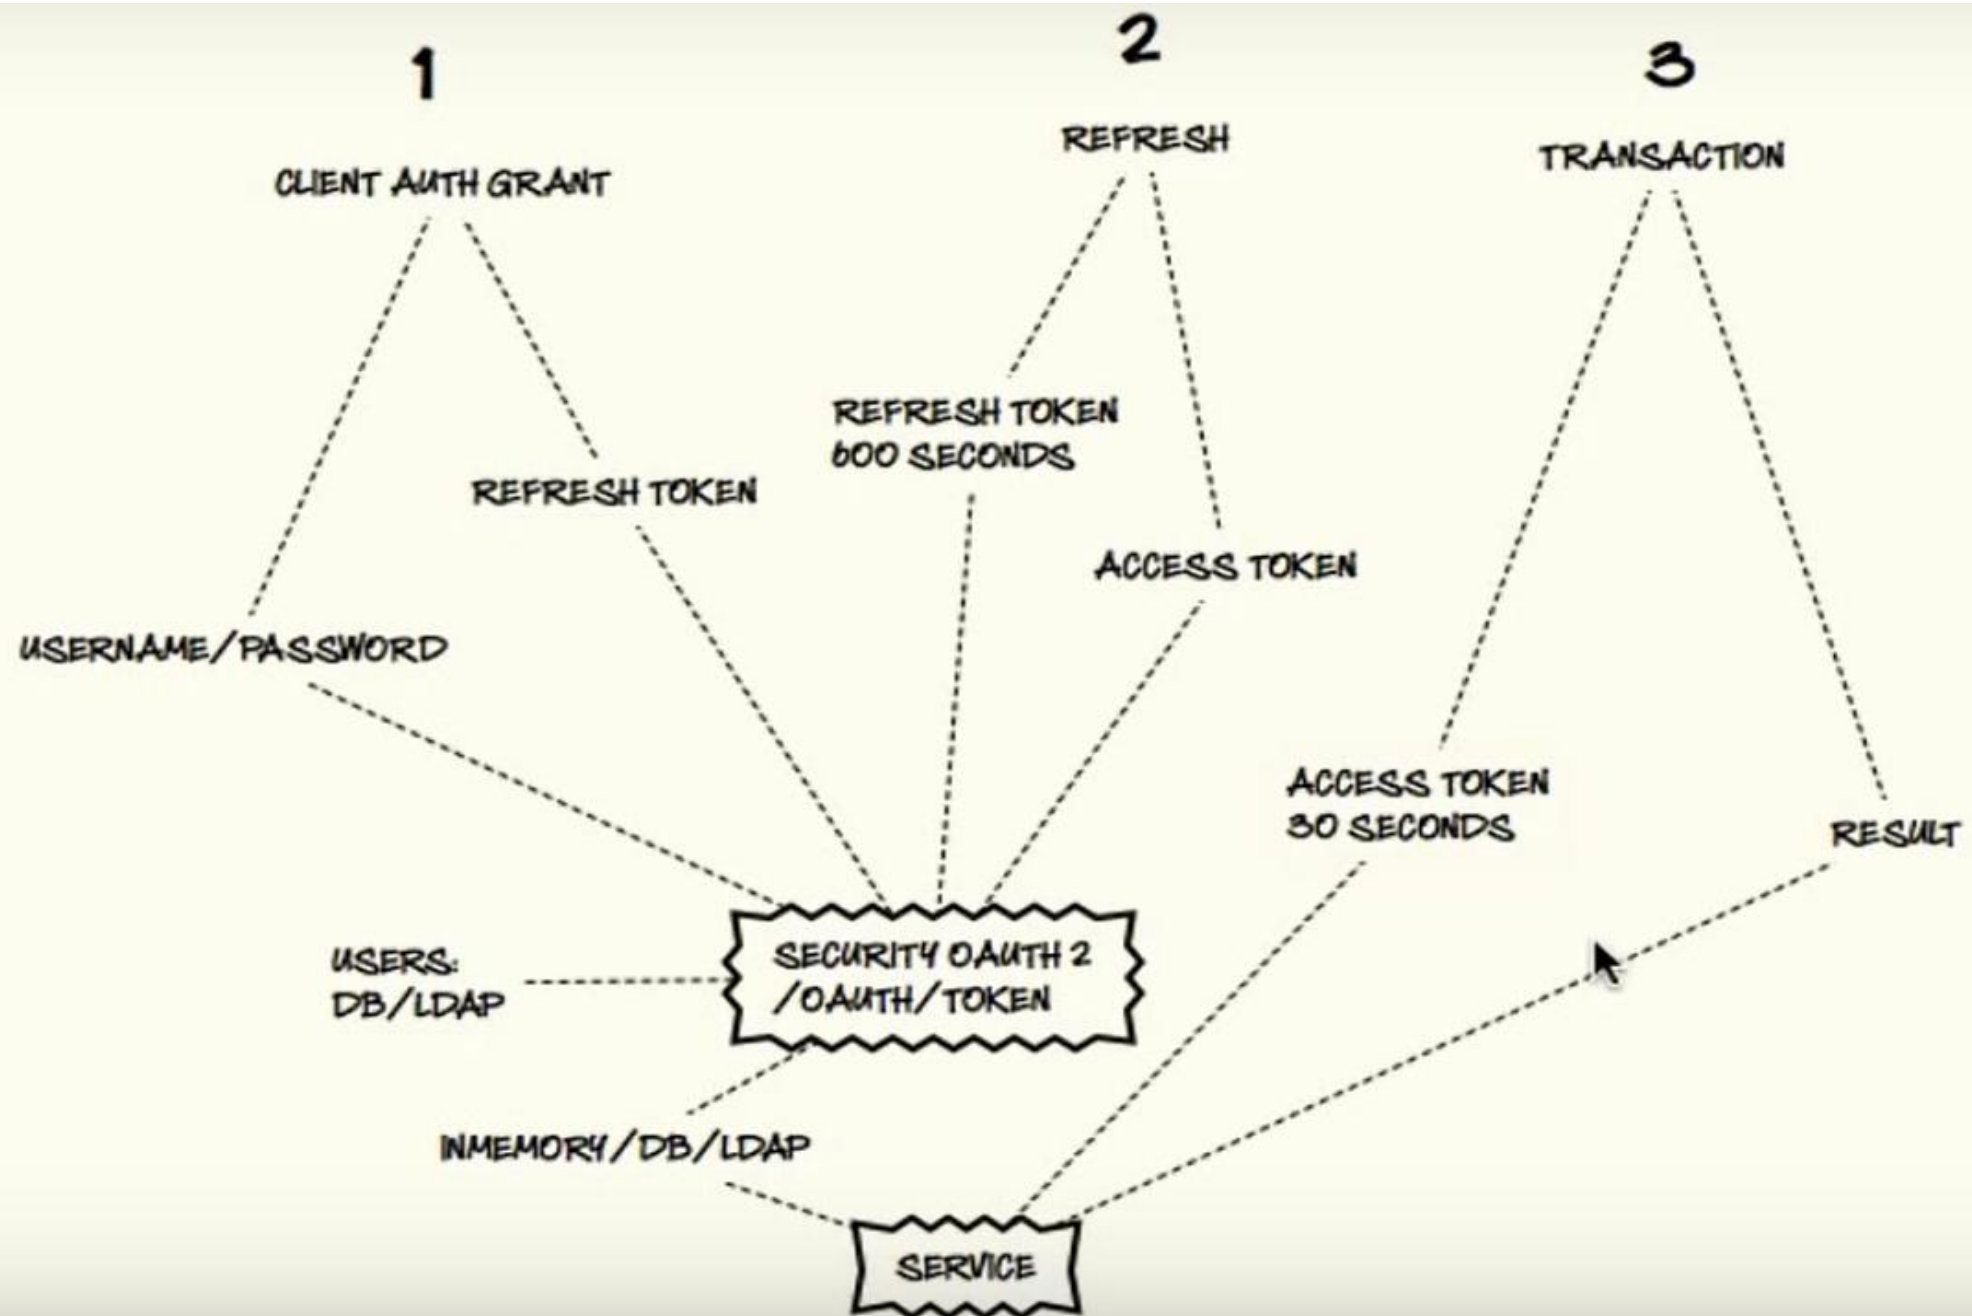 1
CLIENT AUTH GRANT
2
REFRESH
3
TRANSACTION
REFRESH TOKEN
600 SECONDS
REFRESH TOKEN
ACCESS TOKEN
USERNAME/PASSWORD
ACCESS TOKEN
30 SECONDS
RESULT
USERS:
DB/LDAP
SECURITY OAUTH 2
/OAUTH/TOKEN
INMEMORY/DB/LDAP
SERVICE